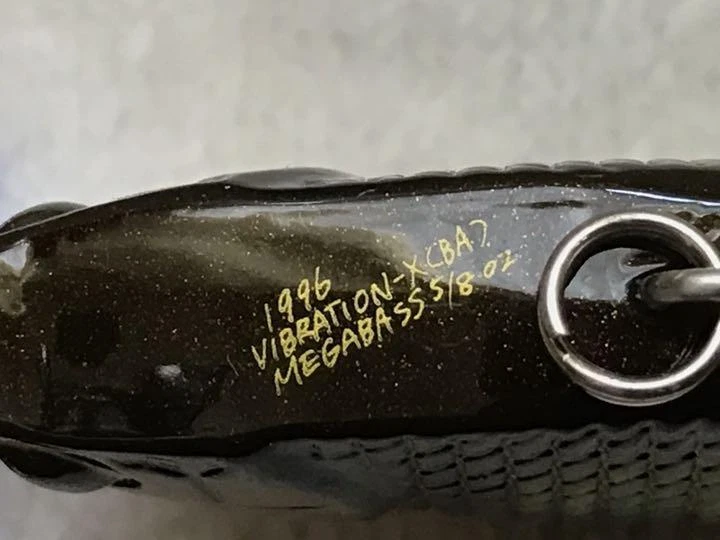 1996
VIBRATION-X(BA)
MEGABASS 5/8 oz